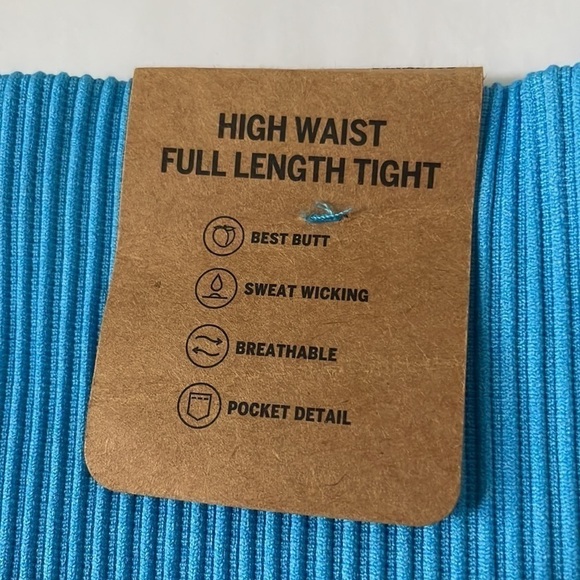 HIGH WAIST
FULL LENGTH TIGHT
BEST BUTT
SWEAT WICKING
BREATHABLE
POCKET DETAIL